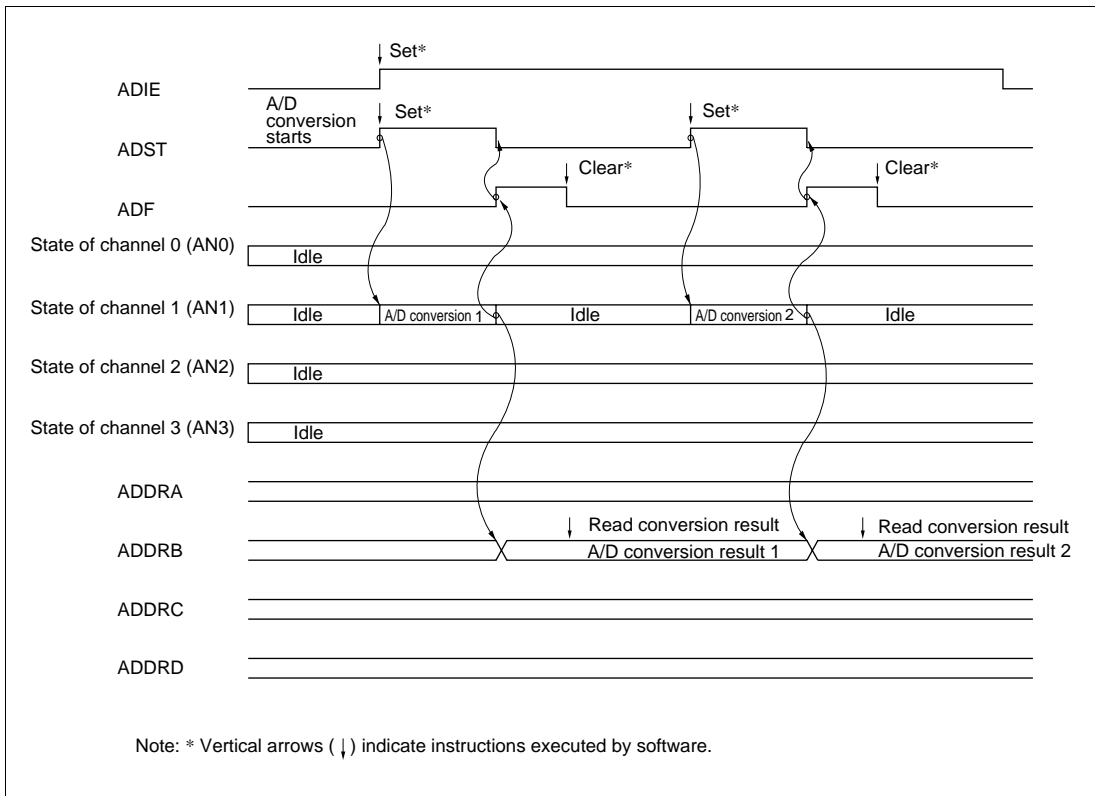 Set*
ADIE
A/D
conversion
starts
Set*
Set*
ADST
Clear*
Clear*
ADF
State of channel 0 (AN0)
Idle
State of channel 1 (AN1)
Idle
A/D conversion 1
Idle
A/D conversion 2
Idle
State of channel 2 (AN2)
Idle
State of channel 3 (AN3)
Idle
ADDRA
Read conversion result
Read conversion result
ADDRB
A/D conversion result 1
A/D conversion result 2
ADDRC
ADDRD
Note: * Vertical arrows (↓) indicate instructions executed by software.